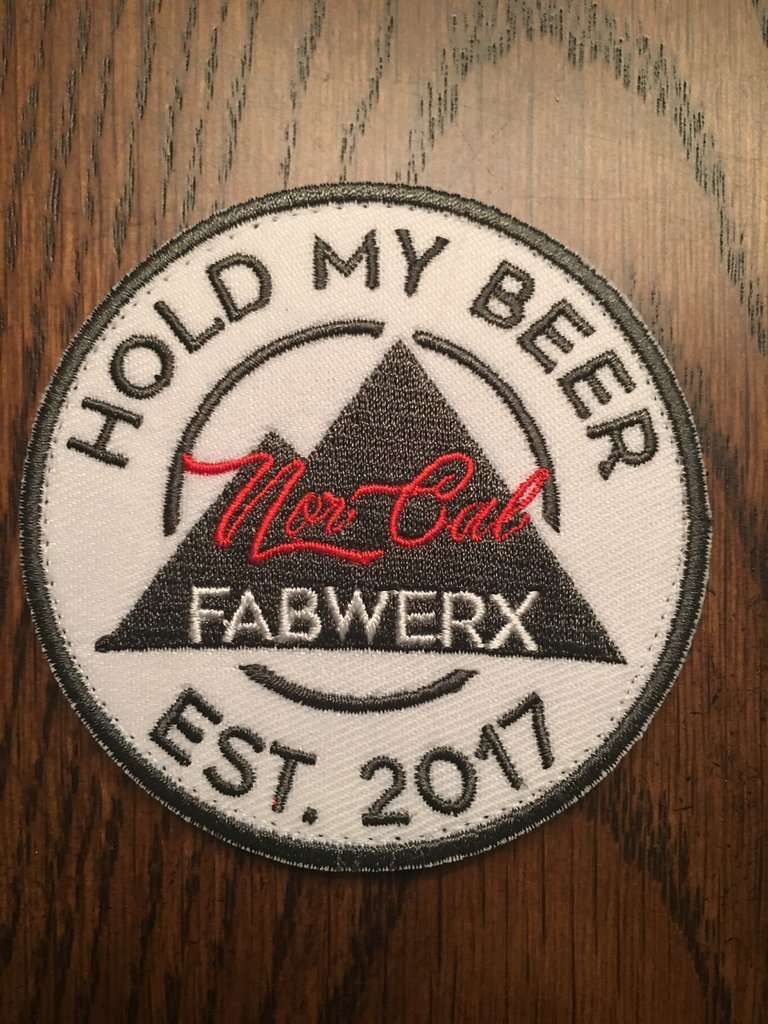 HOLD MY BEER
Nor Cal
FABWERX
EST. 2017